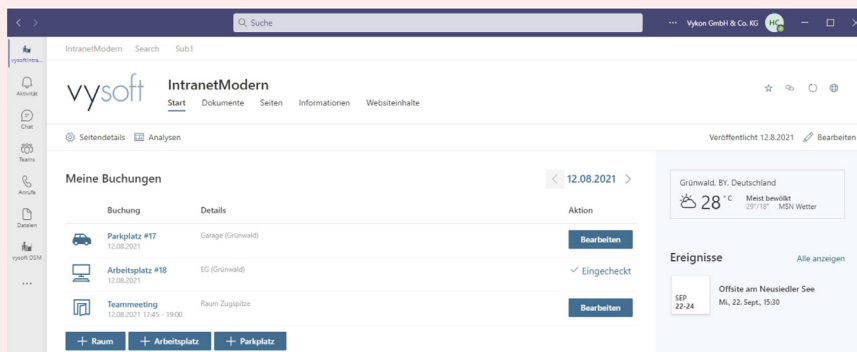 Suche
Vykon GmbH & Co. KG
HC
vysoftIntra...
Aktivität
Chat
Teams
Anrufe
Dateien
vysoft DSM
IntranetModern Search Sub1
vysoft
IntranetModern
Start Dokumente Seiten Informationen Websiteinhalte
Seitendetails Analysen
Veröffentlicht 12.8.2021 Bearbeiten
Meine Buchungen
12.08.2021
Buchung Details Aktion
Parkplatz #17 Garage (Grünwald) Bearbeiten
12.08.2021
Arbeitsplatz #18 EG (Grünwald) Eingecheckt
12.08.2021
Teammeeting Raum Zugspitze Bearbeiten
12.08.2021 17:45 - 19:00
+ Raum + Arbeitsplatz + Parkplatz
Grünwald, BY, Deutschland
28 °C Meist bewölkt
29°/18° MSN Wetter
Ereignisse Alle anzeigen
SEP
22-24
Offsite am Neusiedler See
Mi., 22. Sept., 15:30